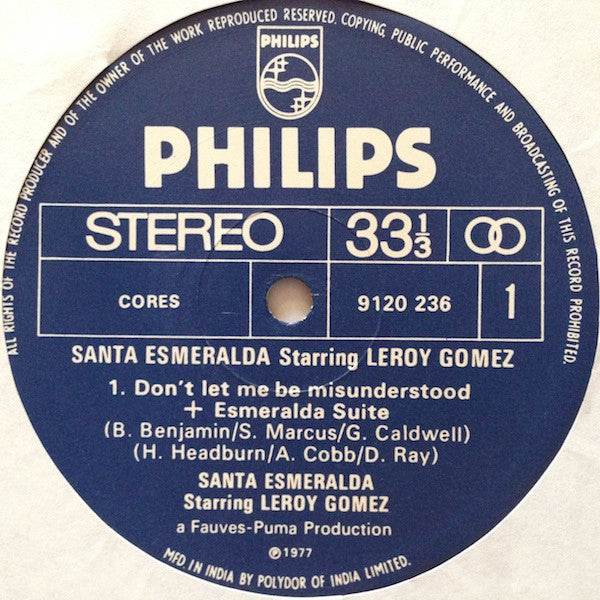 ALL RIGHTS OF THE RECORD PRODUCER AND OF THE OWNER OF THE WORK REPRODUCED RESERVED. COPYING, PUBLIC PERFORMANCE AND BROADCASTING OF THIS RECORD PROHIBITED.
PHILIPS
PHILIPS
STEREO 33 1/3
CORES 9120 236 1
SANTA ESMERALDA Starring LEROY GOMEZ
1. Don't let me be misunderstood
+ Esmeralda Suite
(B. Benjamin/S. Marcus/G. Caldwell)
(H. Headburn/A. Cobb/D. Ray)
SANTA ESMERALDA
Starring LEROY GOMEZ
a Fauves-Puma Production
℗1977
MFD. IN INDIA BY POLYDOR OF INDIA LIMITED.